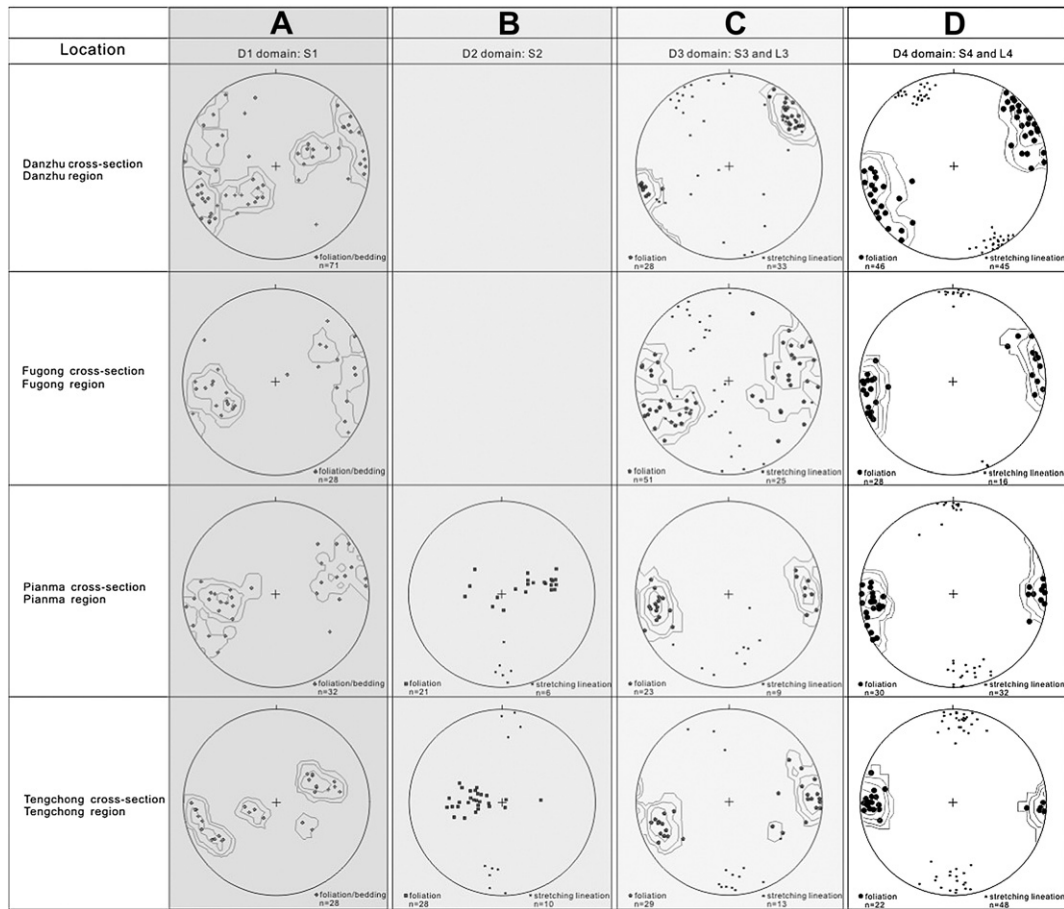 A B C D
Location D1 domain: S1 D2 domain: S2 D3 domain: S3 and L3 D4 domain: S4 and L4
Danzhu cross-section
Danzhu region
foliation/bedding
n=71
foliation stretching lineation
n=28 n=33
foliation stretching lineation
n=46 n=45
Fugong cross-section
Fugong region
foliation/bedding
n=28
foliation stretching lineation
n=51 n=25
foliation stretching lineation
n=28 n=16
Pianma cross-section
Pianma region
foliation/bedding
n=32
foliation stretching lineation
n=21 n=6
foliation stretching lineation
n=23 n=9
foliation stretching lineation
n=30 n=32
Tengchong cross-section
Tengchong region
foliation/bedding
n=28
foliation stretching lineation
n=28 n=10
foliation stretching lineation
n=29 n=13
foliation stretching lineation
n=22 n=48